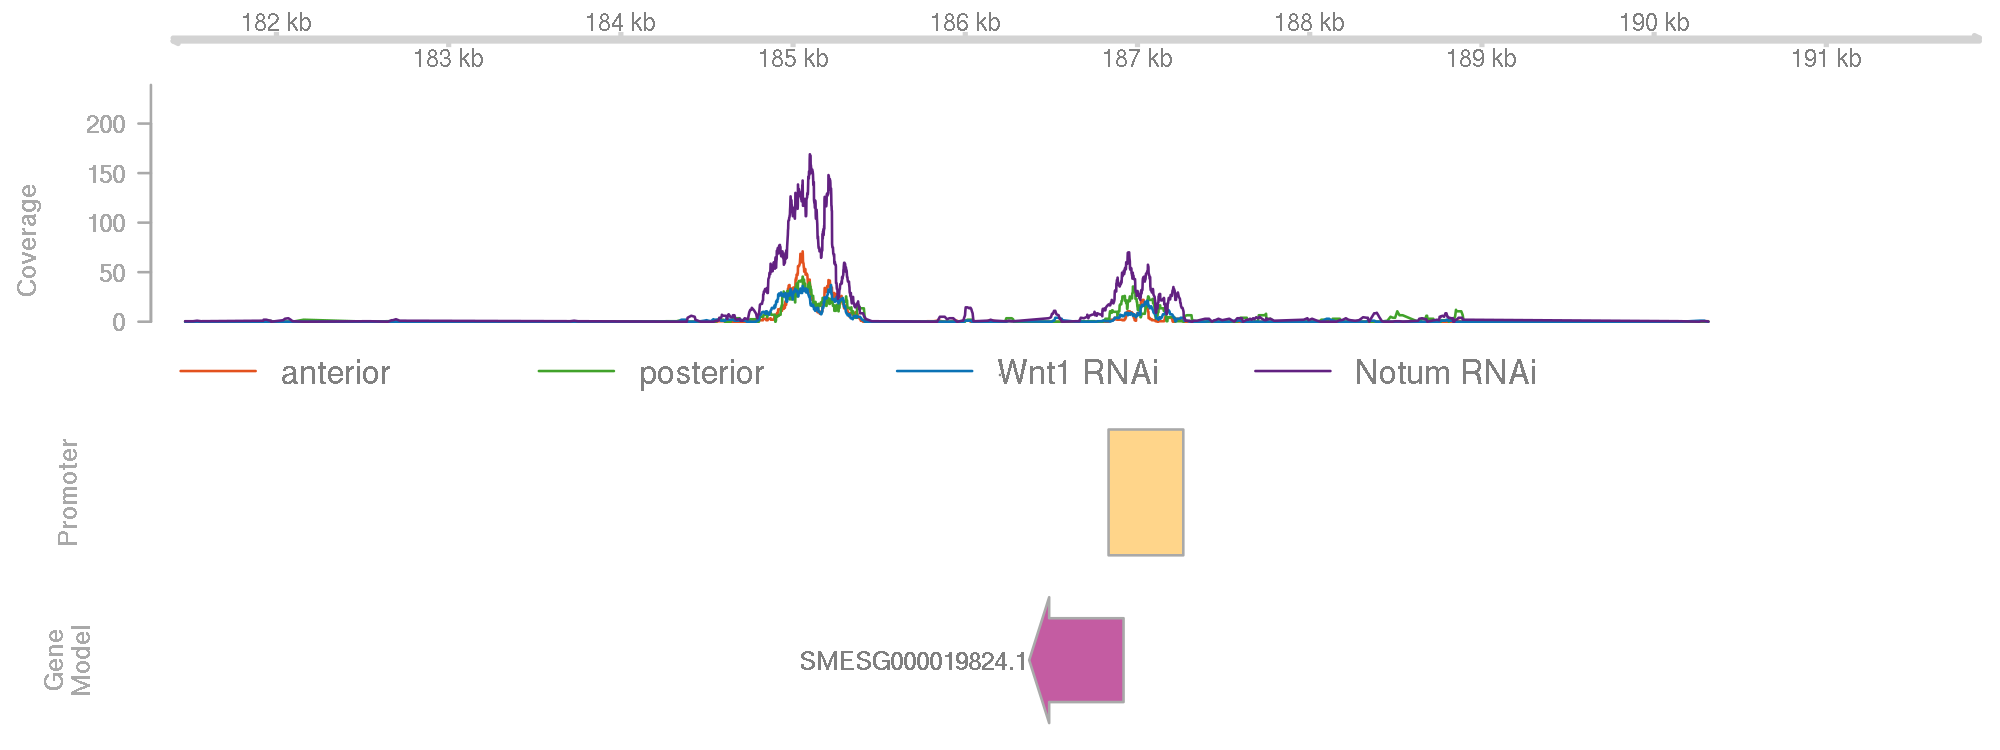 182 kb 184 kb 186 kb 188 kb 190 kb
183 kb 185 kb 187 kb 189 kb 191 kb
Coverage
200
150
100
50
0
anterior posterior Wnt1 RNAi Notum RNAi
Promoter
Gene
Model
SMESG000019824.1